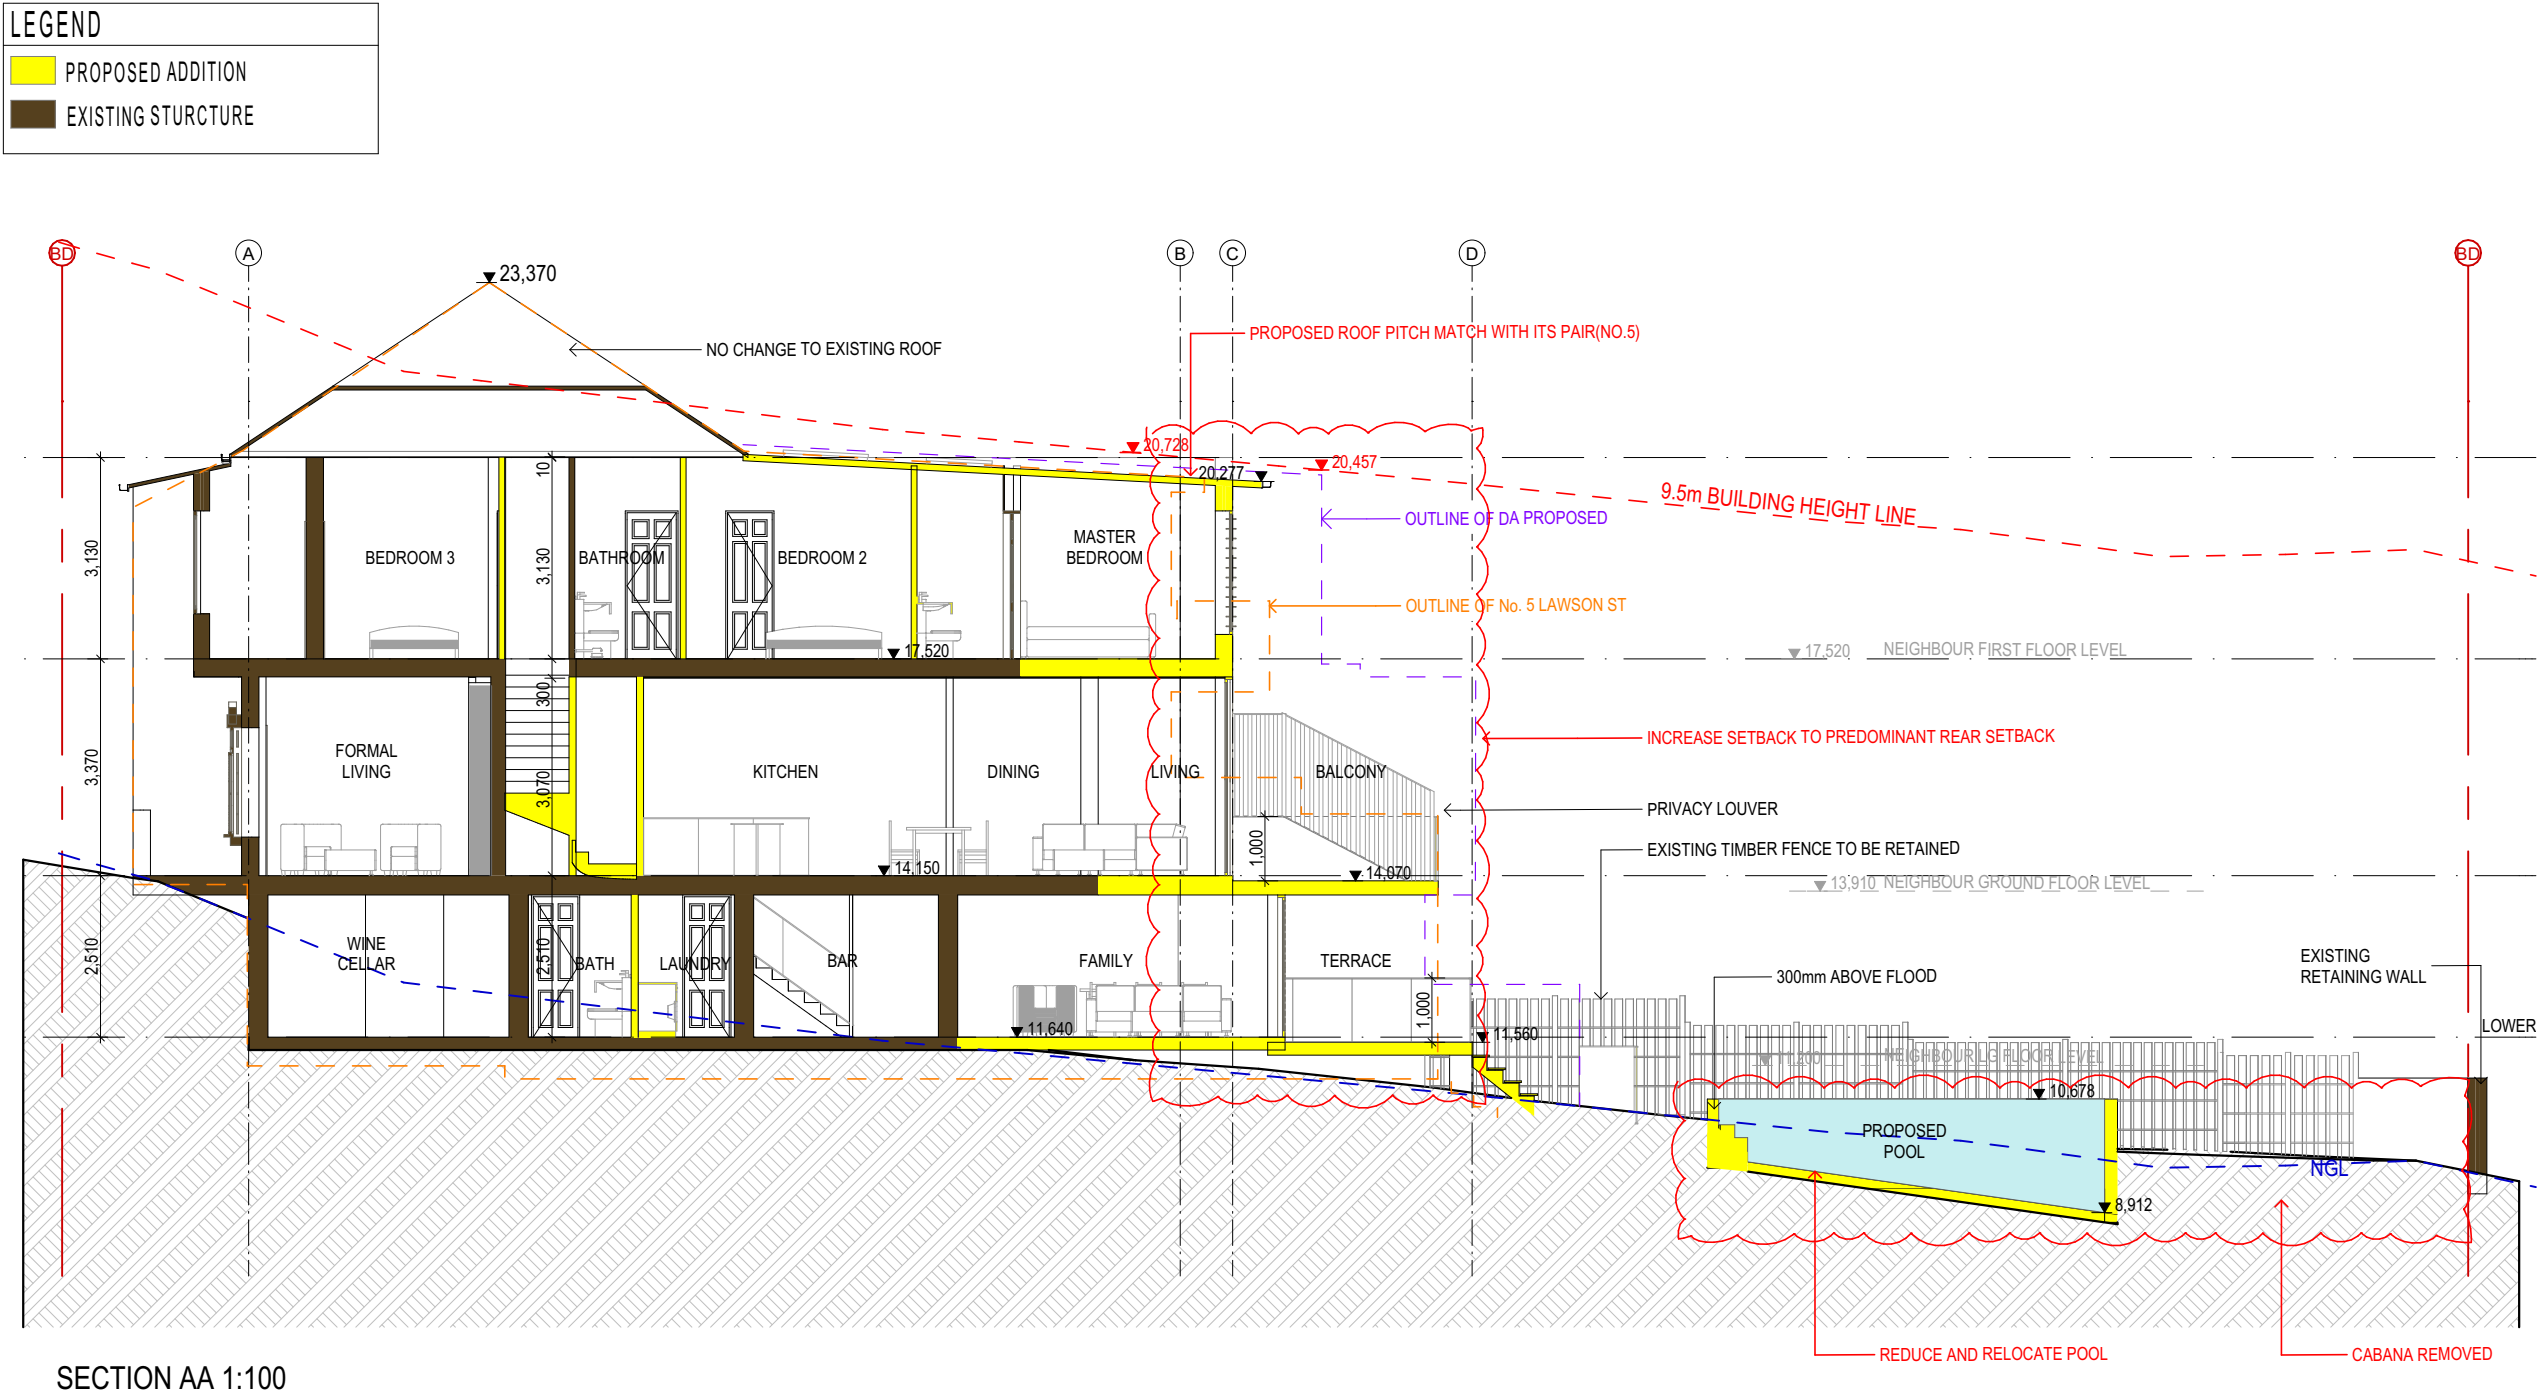 LEGEND
PROPOSED ADDITION
EXISTING STURCTURE
BD
A
B
C
D
BD
23,370
NO CHANGE TO EXISTING ROOF
PROPOSED ROOF PITCH MATCH WITH ITS PAIR(NO.5)
20,728
20,457
20,277
9.5m BUILDING HEIGHT LINE
OUTLINE OF DA PROPOSED
10
3,130
3,130
BEDROOM 3
BATHROOM
BEDROOM 2
MASTER
BEDROOM
OUTLINE OF No. 5 LAWSON ST
17,520
17,520
NEIGHBOUR FIRST FLOOR LEVEL
300
3,370
3,070
FORMAL
LIVING
KITCHEN
DINING
LIVING
BALCONY
INCREASE SETBACK TO PREDOMINANT REAR SETBACK
PRIVACY LOUVER
1,000
EXISTING TIMBER FENCE TO BE RETAINED
14,150
14,070
13,910
NEIGHBOUR GROUND FLOOR LEVEL
2,510
2,510
WINE
CELLAR
BATH
LAUNDRY
BAR
FAMILY
TERRACE
300mm ABOVE FLOOD
EXISTING
RETAINING WALL
1,000
11,640
11,560
LOWER
11,200
NEIGHBOUR LG FLOOR LEVEL
10,678
PROPOSED
POOL
NGL
8,912
REDUCE AND RELOCATE POOL
CABANA REMOVED
SECTION AA 1:100